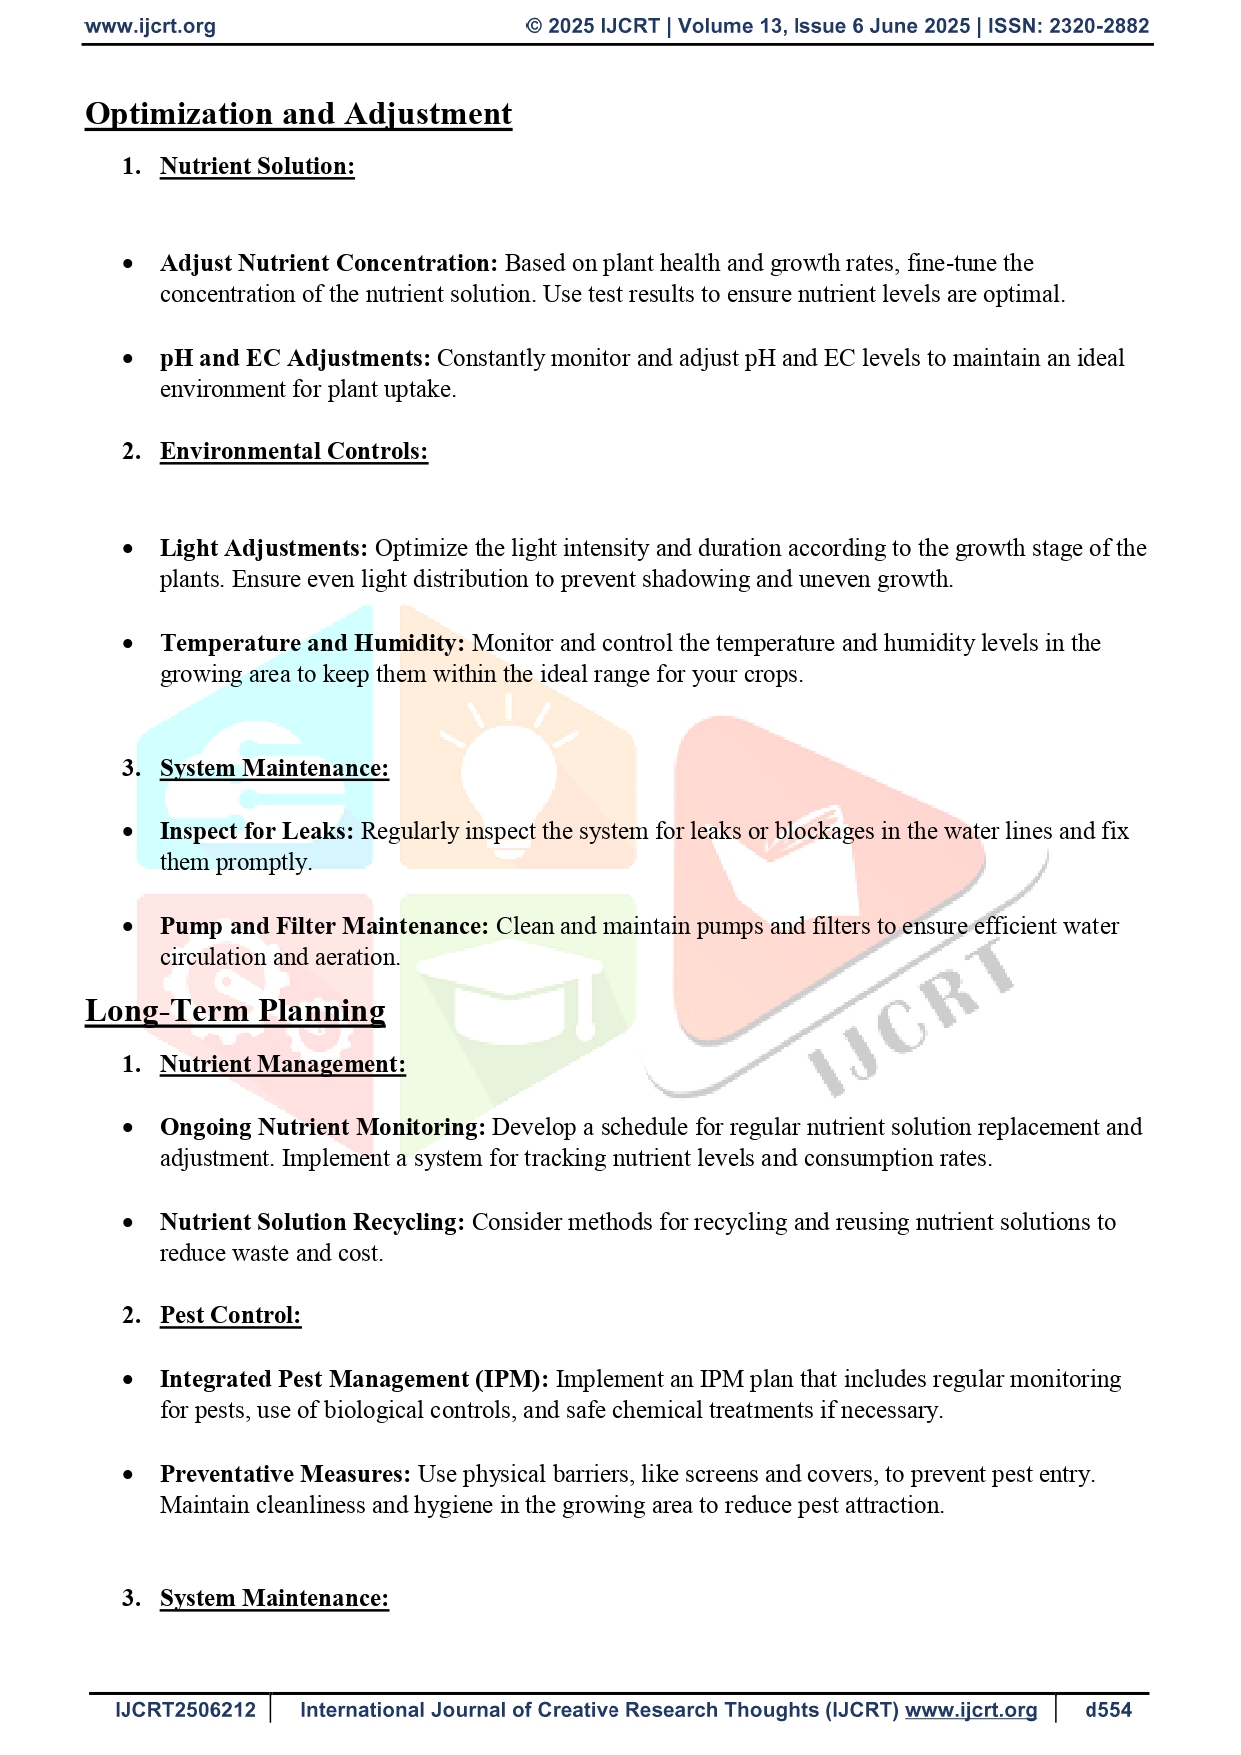 www.ijcrt.org © 2025 IJCRT | Volume 13, Issue 6 June 2025 | ISSN: 2320-2882
Optimization and Adjustment
1. Nutrient Solution:
• Adjust Nutrient Concentration: Based on plant health and growth rates, fine-tune the
concentration of the nutrient solution. Use test results to ensure nutrient levels are optimal.
• pH and EC Adjustments: Constantly monitor and adjust pH and EC levels to maintain an ideal
environment for plant uptake.
2. Environmental Controls:
• Light Adjustments: Optimize the light intensity and duration according to the growth stage of the
plants. Ensure even light distribution to prevent shadowing and uneven growth.
• Temperature and Humidity: Monitor and control the temperature and humidity levels in the
growing area to keep them within the ideal range for your crops.
3. System Maintenance:
• Inspect for Leaks: Regularly inspect the system for leaks or blockages in the water lines and fix
them promptly.
• Pump and Filter Maintenance: Clean and maintain pumps and filters to ensure efficient water
circulation and aeration.
IJCRT
Long-Term Planning
1. Nutrient Management:
• Ongoing Nutrient Monitoring: Develop a schedule for regular nutrient solution replacement and
adjustment. Implement a system for tracking nutrient levels and consumption rates.
• Nutrient Solution Recycling: Consider methods for recycling and reusing nutrient solutions to
reduce waste and cost.
2. Pest Control:
• Integrated Pest Management (IPM): Implement an IPM plan that includes regular monitoring
for pests, use of biological controls, and safe chemical treatments if necessary.
• Preventative Measures: Use physical barriers, like screens and covers, to prevent pest entry.
Maintain cleanliness and hygiene in the growing area to reduce pest attraction.
3. System Maintenance:
IJCRT2506212 International Journal of Creative Research Thoughts (IJCRT) www.ijcrt.org d554